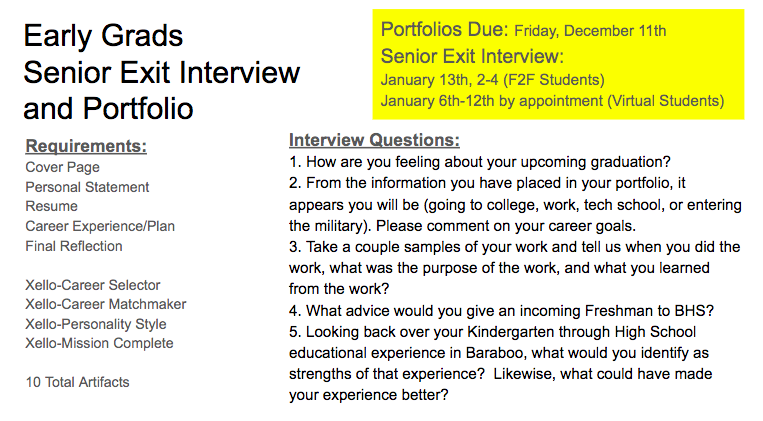 Early Grads
Senior Exit Interview
and Portfolio
Portfolios Due: Friday, December 11th
Senior Exit Interview:
January 13th, 2-4 (F2F Students)
January 6th-12th by appointment (Virtual Students)
Requirements:
Cover Page
Personal Statement
Resume
Career Experience/Plan
Final Reflection
Xello-Career Selector
Xello-Career Matchmaker
Xello-Personality Style
Xello-Mission Complete
10 Total Artifacts
Interview Questions:
1. How are you feeling about your upcoming graduation?
2. From the information you have placed in your portfolio, it
appears you will be (going to college, work, tech school, or entering
the military). Please comment on your career goals.
3. Take a couple samples of your work and tell us when you did the
work, what was the purpose of the work, and what you learned
from the work?
4. What advice would you give an incoming Freshman to BHS?
5. Looking back over your Kindergarten through High School
educational experience in Baraboo, what would you identify as
strengths of that experience? Likewise, what could have made
your experience better?